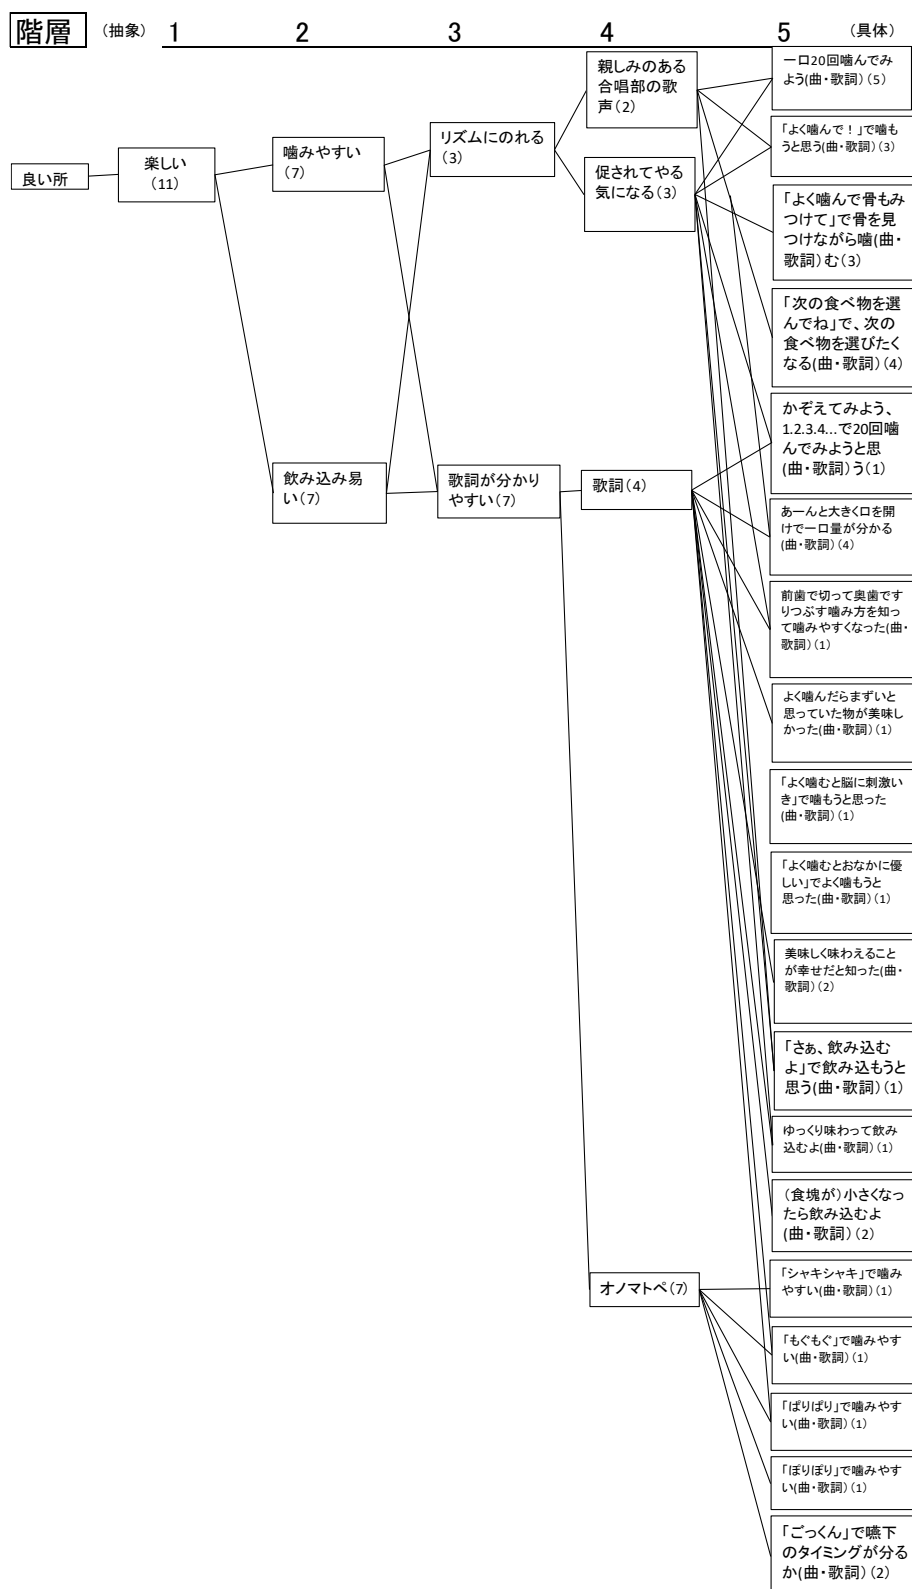 階層 (抽象) 1 2 3 4 5 (具体)
良い所
楽しい
(11)
噛みやすい
(7)
飲み込み易
い(7)
リズムにのれる
(3)
歌詞が分かり
やすい(7)
親しみのある
合唱部の歌
声(2)
促されてやる
気になる(3)
歌詞(4)
オノマトペ(7)
一口20回噛んでみ
よう(曲・歌詞)(5)
「よく噛んで！」で噛も
うと思う(曲・歌詞)(3)
「よく噛んで骨もみ
つけて」で骨を見
つけながら噛(曲・
歌詞)む(3)
「次の食べ物を選
んでね」で、次の
食べ物を選びたく
なる(曲・歌詞)(4)
かぞえてみよう、
1.2.3.4...で20回噛
んでみようと思
(曲・歌詞)う(1)
あーんと大きく口を開
けで一口量が分かる
(曲・歌詞)(4)
前歯で切って奥歯です
りつぶす噛み方を知っ
て噛みやすくなった(曲・
歌詞)(1)
よく噛んだらまずいと
思っていた物が美味し
かった(曲・歌詞)(1)
「よく噛むと脳に刺激い
き」で噛もうと思った
(曲・歌詞)(1)
「よく噛むとおなかに優
しい」でよく噛もうと
思った(曲・歌詞)(1)
美味しく味わえること
が幸せだと知った(曲・
歌詞)(2)
「さぁ、飲み込む
よ」で飲み込もうと
思う(曲・歌詞)(1)
ゆっくり味わって飲み
込むよ(曲・歌詞)(1)
(食塊が)小さくなっ
たら飲み込むよ
(曲・歌詞)(2)
「シャキシャキ」で噛み
やすい(曲・歌詞)(1)
「もぐもぐ」で噛みやす
い(曲・歌詞)(1)
「ぱりぱり」で噛みやす
い(曲・歌詞)(1)
「ぽりぽり」で噛みやす
い(曲・歌詞)(1)
「ごっくん」で嚥下
のタイミングが分る
か(曲・歌詞)(2)